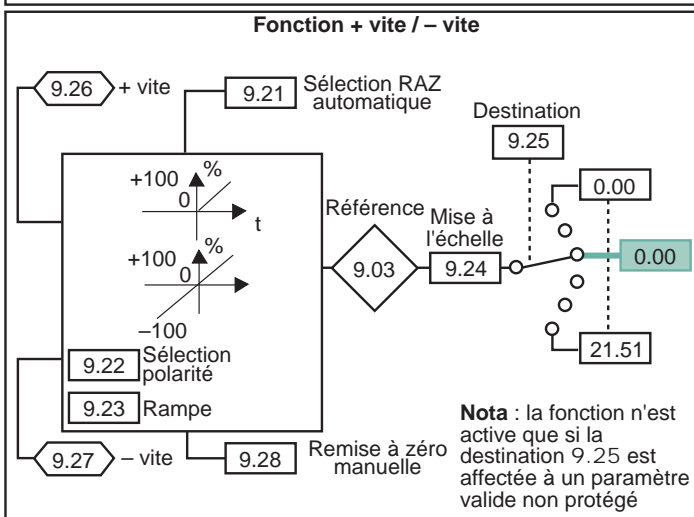 Fonction + vite / – vite
9.26
+ vite
9.21
Sélection RAZ
automatique
Destination
9.25
0.00
+100
%
0
t
Référence
Mise à
l'échelle
9.03
9.24
0.00
+100
%
0
–100
21.51
9.22
Sélection
polarité
9.23
Rampe
9.27
– vite
9.28
Remise à zéro
manuelle
Nota : la fonction n'est
active que si la
destination 9.25 est
affectée à un paramètre
valide non protégé